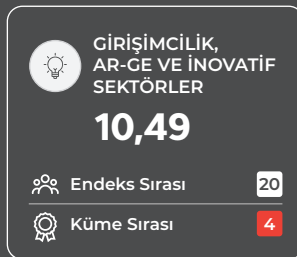 GİRİŞİMCİLİK,
AR-GE VE İNOVATİF
SEKTÖRLER
10,49
Endeks Sırası 20
Küme Sırası 4